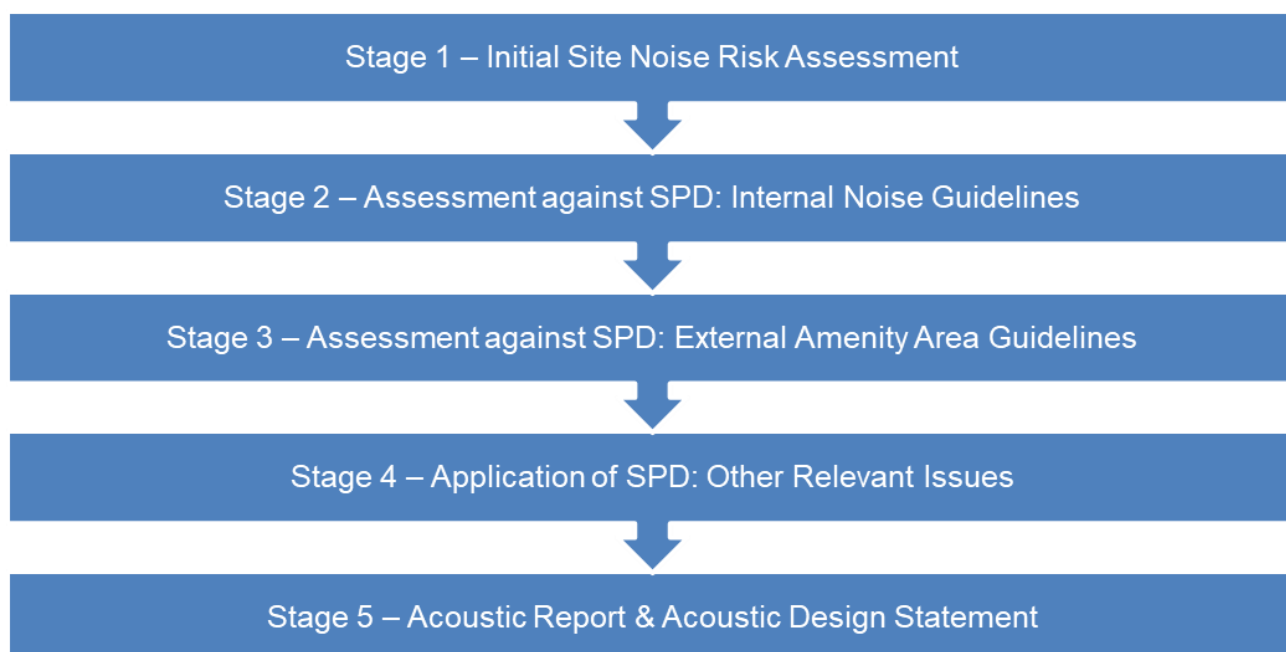 Stage 1 – Initial Site Noise Risk Assessment
Stage 2 – Assessment against SPD: Internal Noise Guidelines
Stage 3 – Assessment against SPD: External Amenity Area Guidelines
Stage 4 – Application of SPD: Other Relevant Issues
Stage 5 – Acoustic Report & Acoustic Design Statement